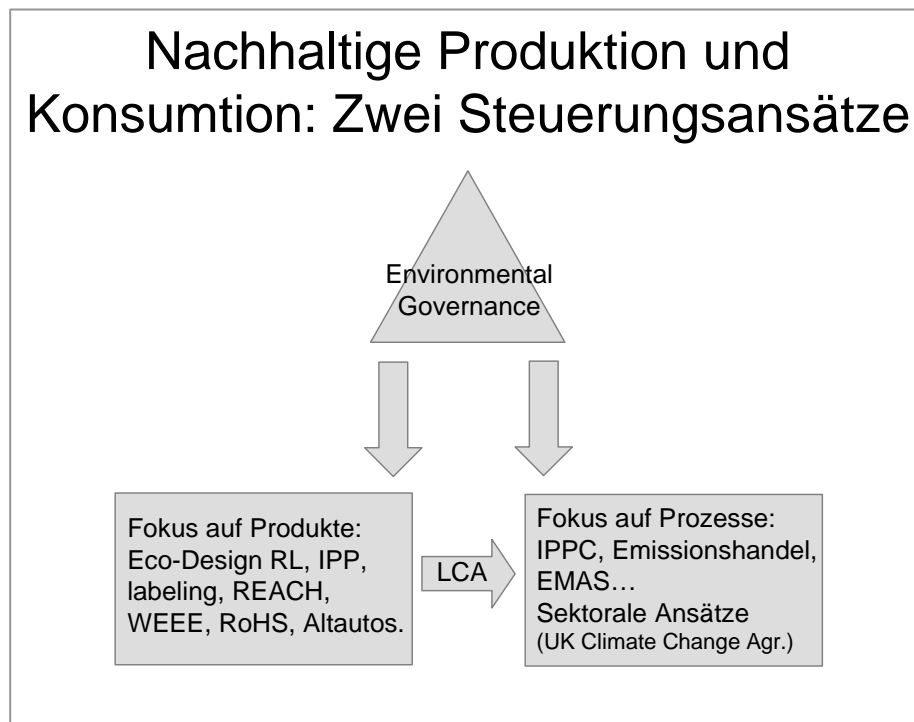 Nachhaltige Produktion und
Konsumtion: Zwei Steuerungsansätze
Environmental
Governance
Fokus auf Produkte:
Eco-Design RL, IPP,
labeling, REACH,
WEEE, RoHS, Altautos.
LCA
Fokus auf Prozesse:
IPPC, Emissionshandel,
EMAS…
Sektorale Ansätze
(UK Climate Change Agr.)